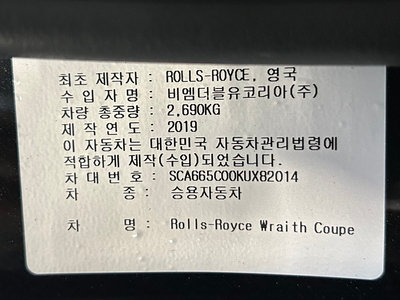 최초 제작자 : ROLLS-ROYCE, 영국
수 입 자 명 : 비엠더블유코리아(주)
차량 총중량 : 2,690KG
제 작 연 도 : 2019
이 자동차는 대한민국 자동차관리법령에
적합하게 제작(수입)되었습니다.
차 대 번 호 : SCA665C00KUX82014
차 종 : 승용자동차
차 명 : Rolls-Royce Wraith Coupe